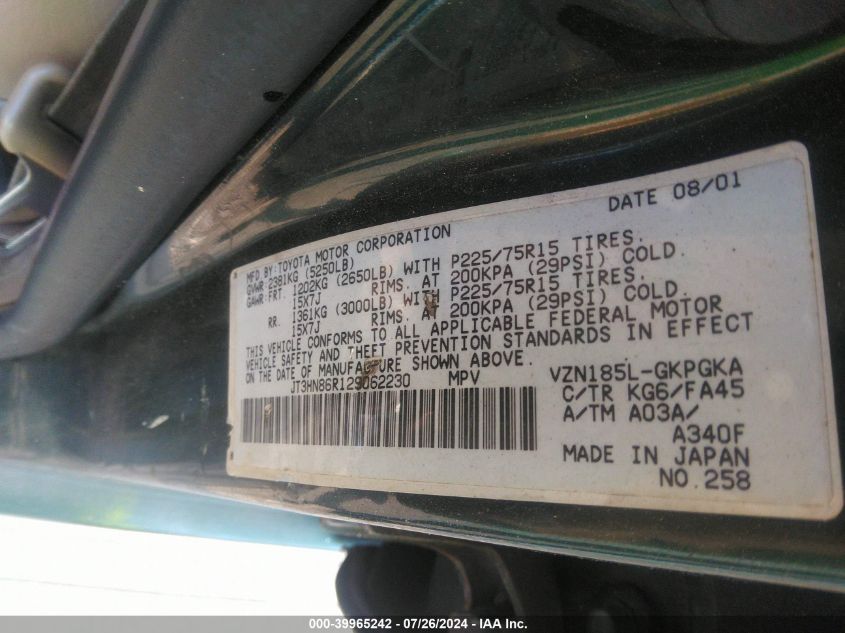 DATE 08/01
MFD.BY:TOYOTA MOTOR CORPORATION
GVWR:2381KG (5250LB)
GAWR:FRT. 1202KG (2650LB) WITH P225/75R15 TIRES.
15X7J RIMS. AT 200KPA (29PSI) COLD.
RR. 1361KG (3000LB) WITH P225/75R15 TIRES.
15X7J RIMS. AT 200KPA (29PSI) COLD.
THIS VEHICLE CONFORMS TO ALL APPLICABLE FEDERAL MOTOR
VEHICLE SAFETY AND THEFT PREVENTION STANDARDS IN EFFECT
ON THE DATE OF MANUFACTURE SHOWN ABOVE.
JT3HN86R129062230 MPV
VZN185L-GKPGKA
C/TR KG6/FA45
A/TM A03A/
A340F
MADE IN JAPAN
NO.258
000-39965242 - 07/26/2024 - IAA Inc.